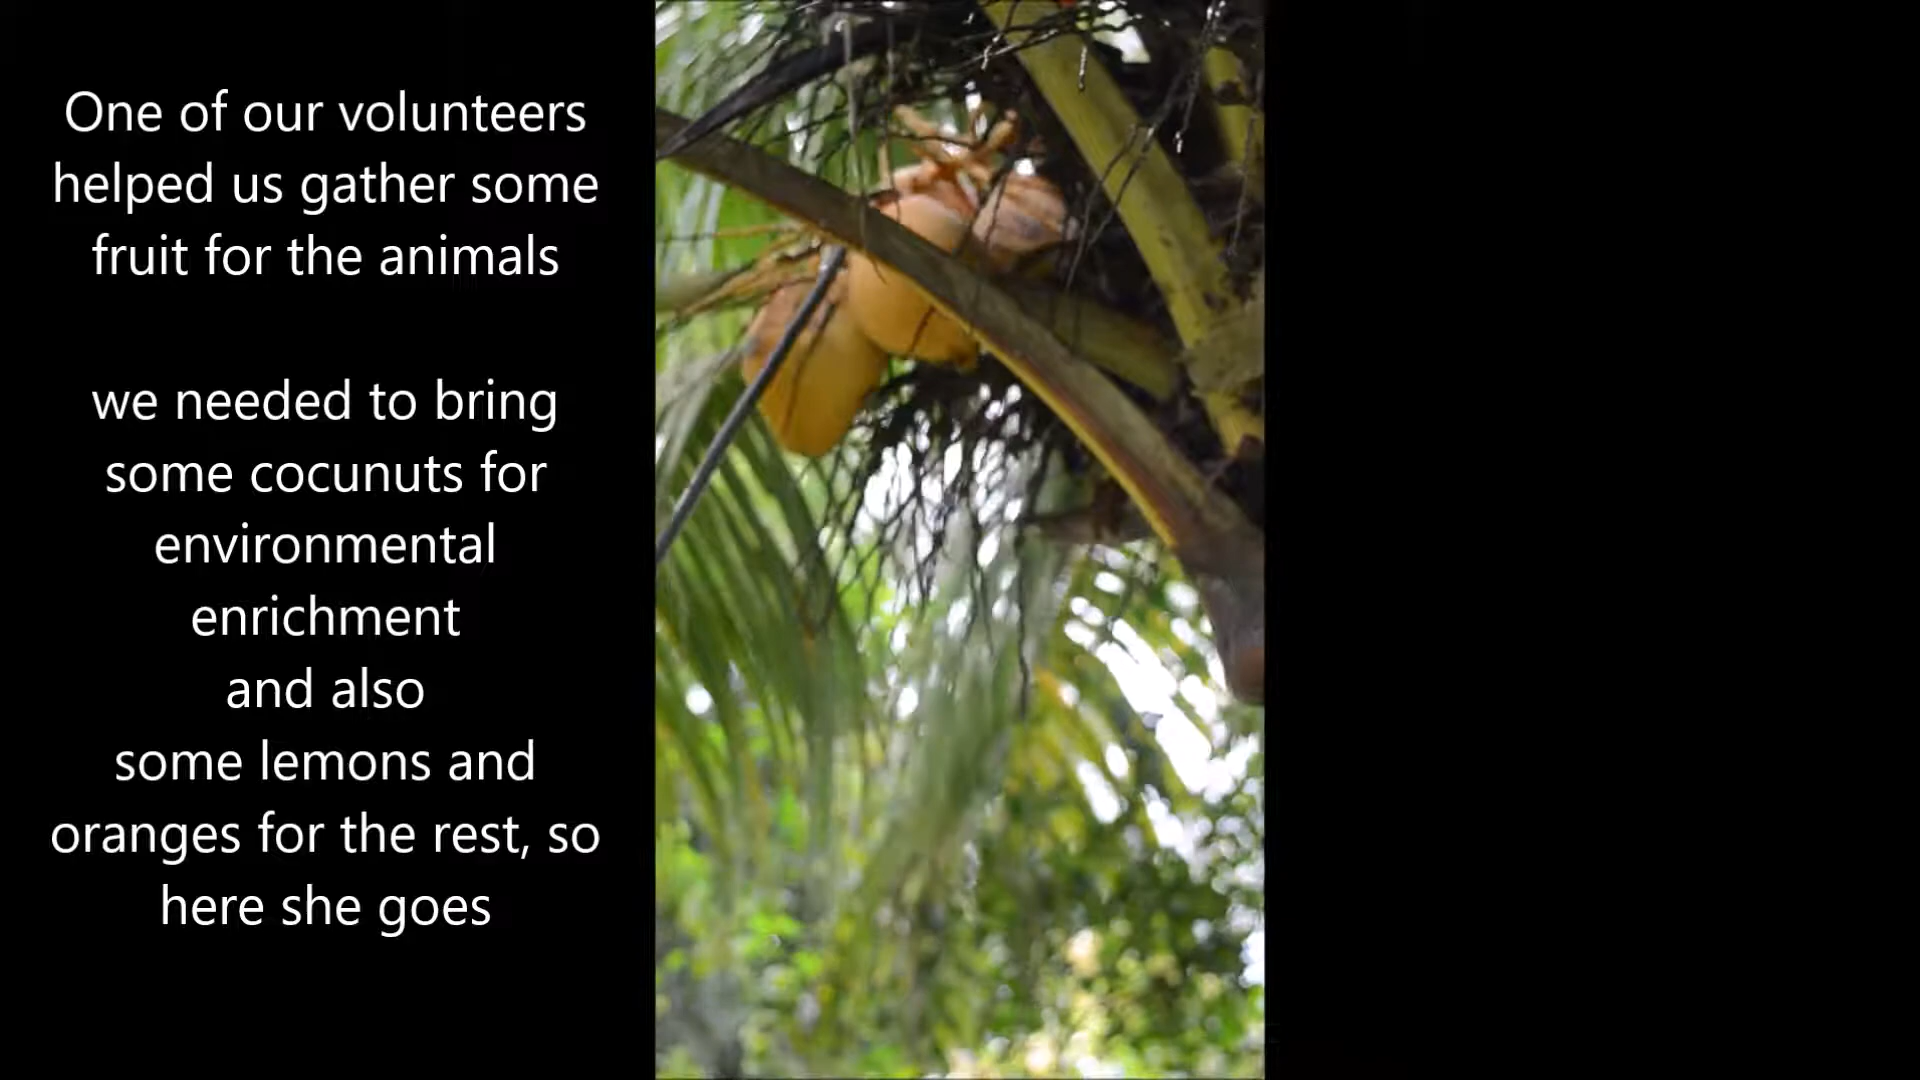 One of our volunteers
helped us gather some
fruit for the animals
we needed to bring
some cocunuts for
environmental
enrichment
and also
some lemons and
oranges for the rest, so
here she goes